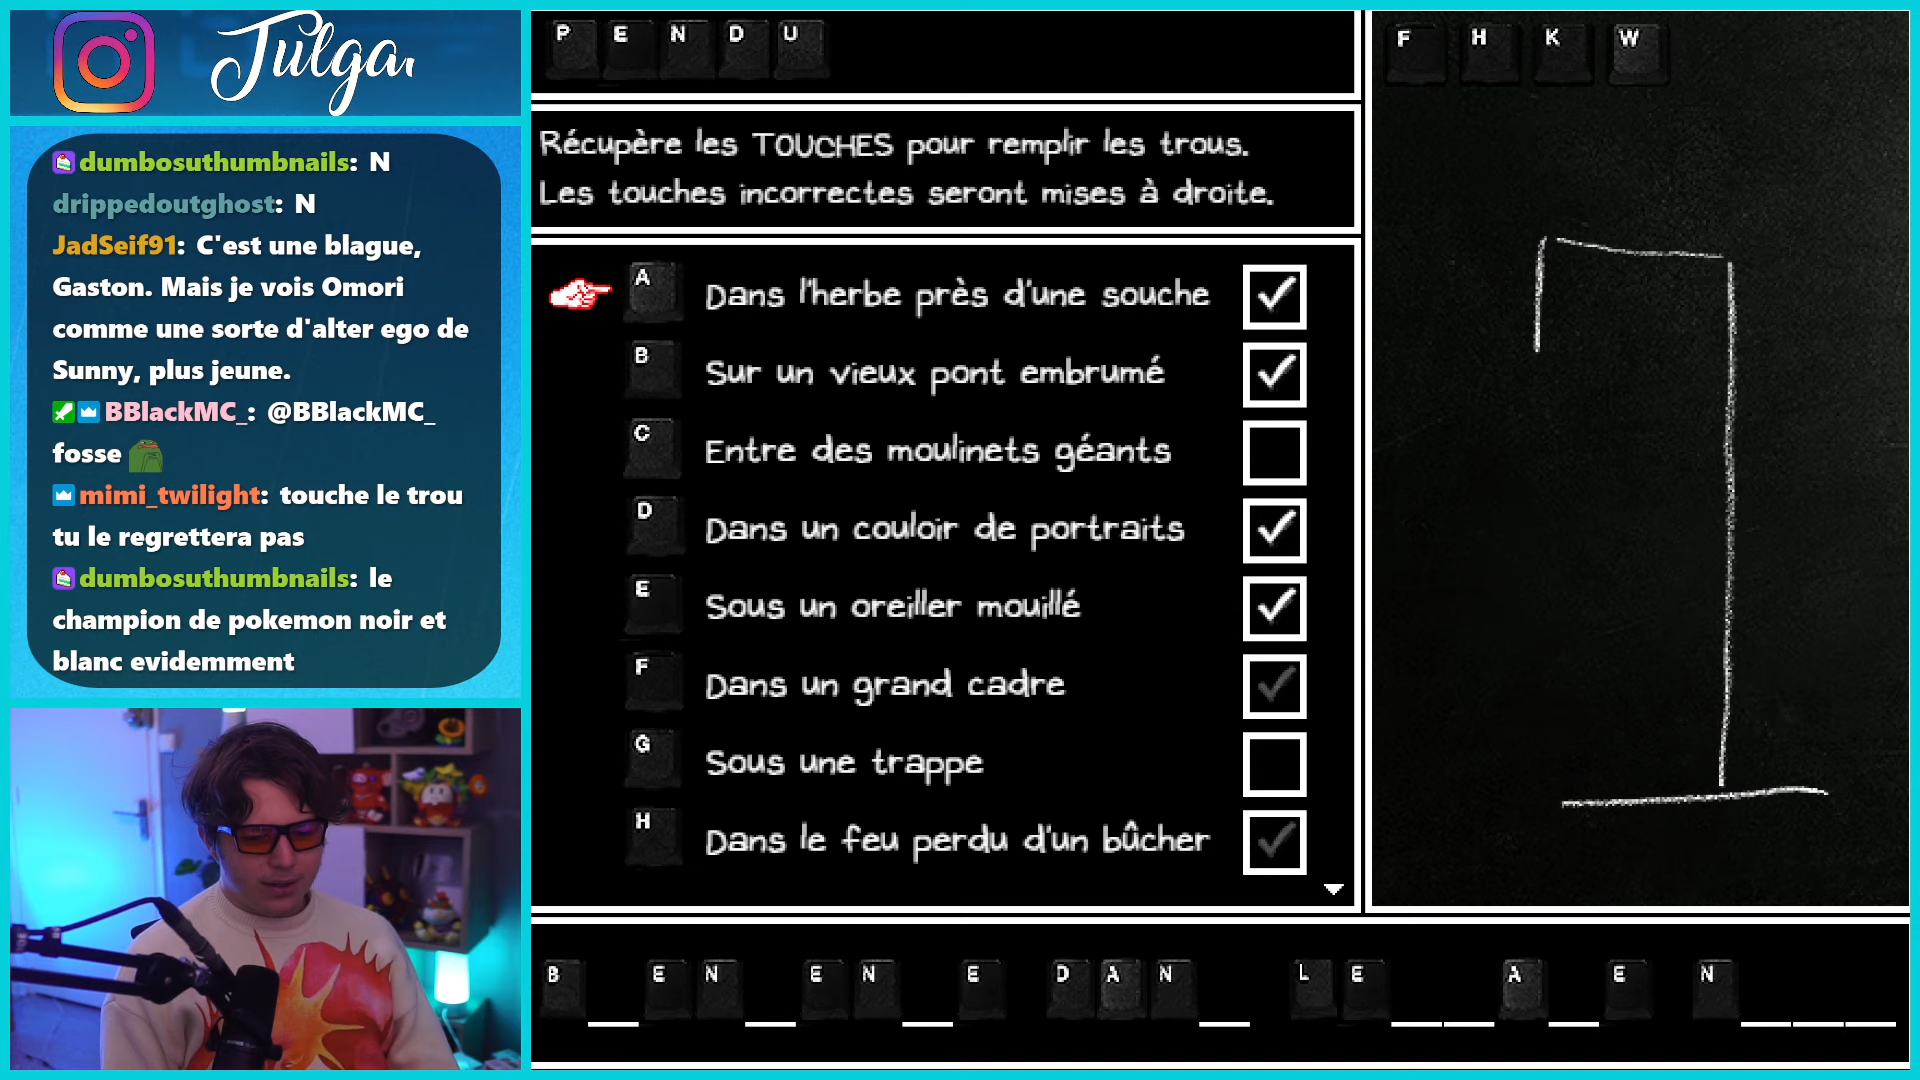 Julga
dumbosuthumbnails: N
drippedoutghost: N
JadSeif91: C'est une blague,
Gaston. Mais je vois Omori
comme une sorte d'alter ego de
Sunny, plus jeune.
BBlackMC_: @BBlackMC_
fosse
mimi_twilight: touche le trou
tu le regrettera pas
dumbosuthumbnails: le
champion de pokemon noir et
blanc evidemment
P E N D U
Récupère les TOUCHES pour remplir les trous.
Les touches incorrectes seront mises à droite.
A Dans l'herbe près d'une souche
B Sur un vieux pont embrumé
C Entre des moulinets géants
D Dans un couloir de portraits
E Sous un oreiller mouillé
F Dans un grand cadre
G Sous une trappe
H Dans le feu perdu d'un bûcher
F H K W
B _ E N _ E N _ E D A N _ L E _ _ A _ E N _ _ _